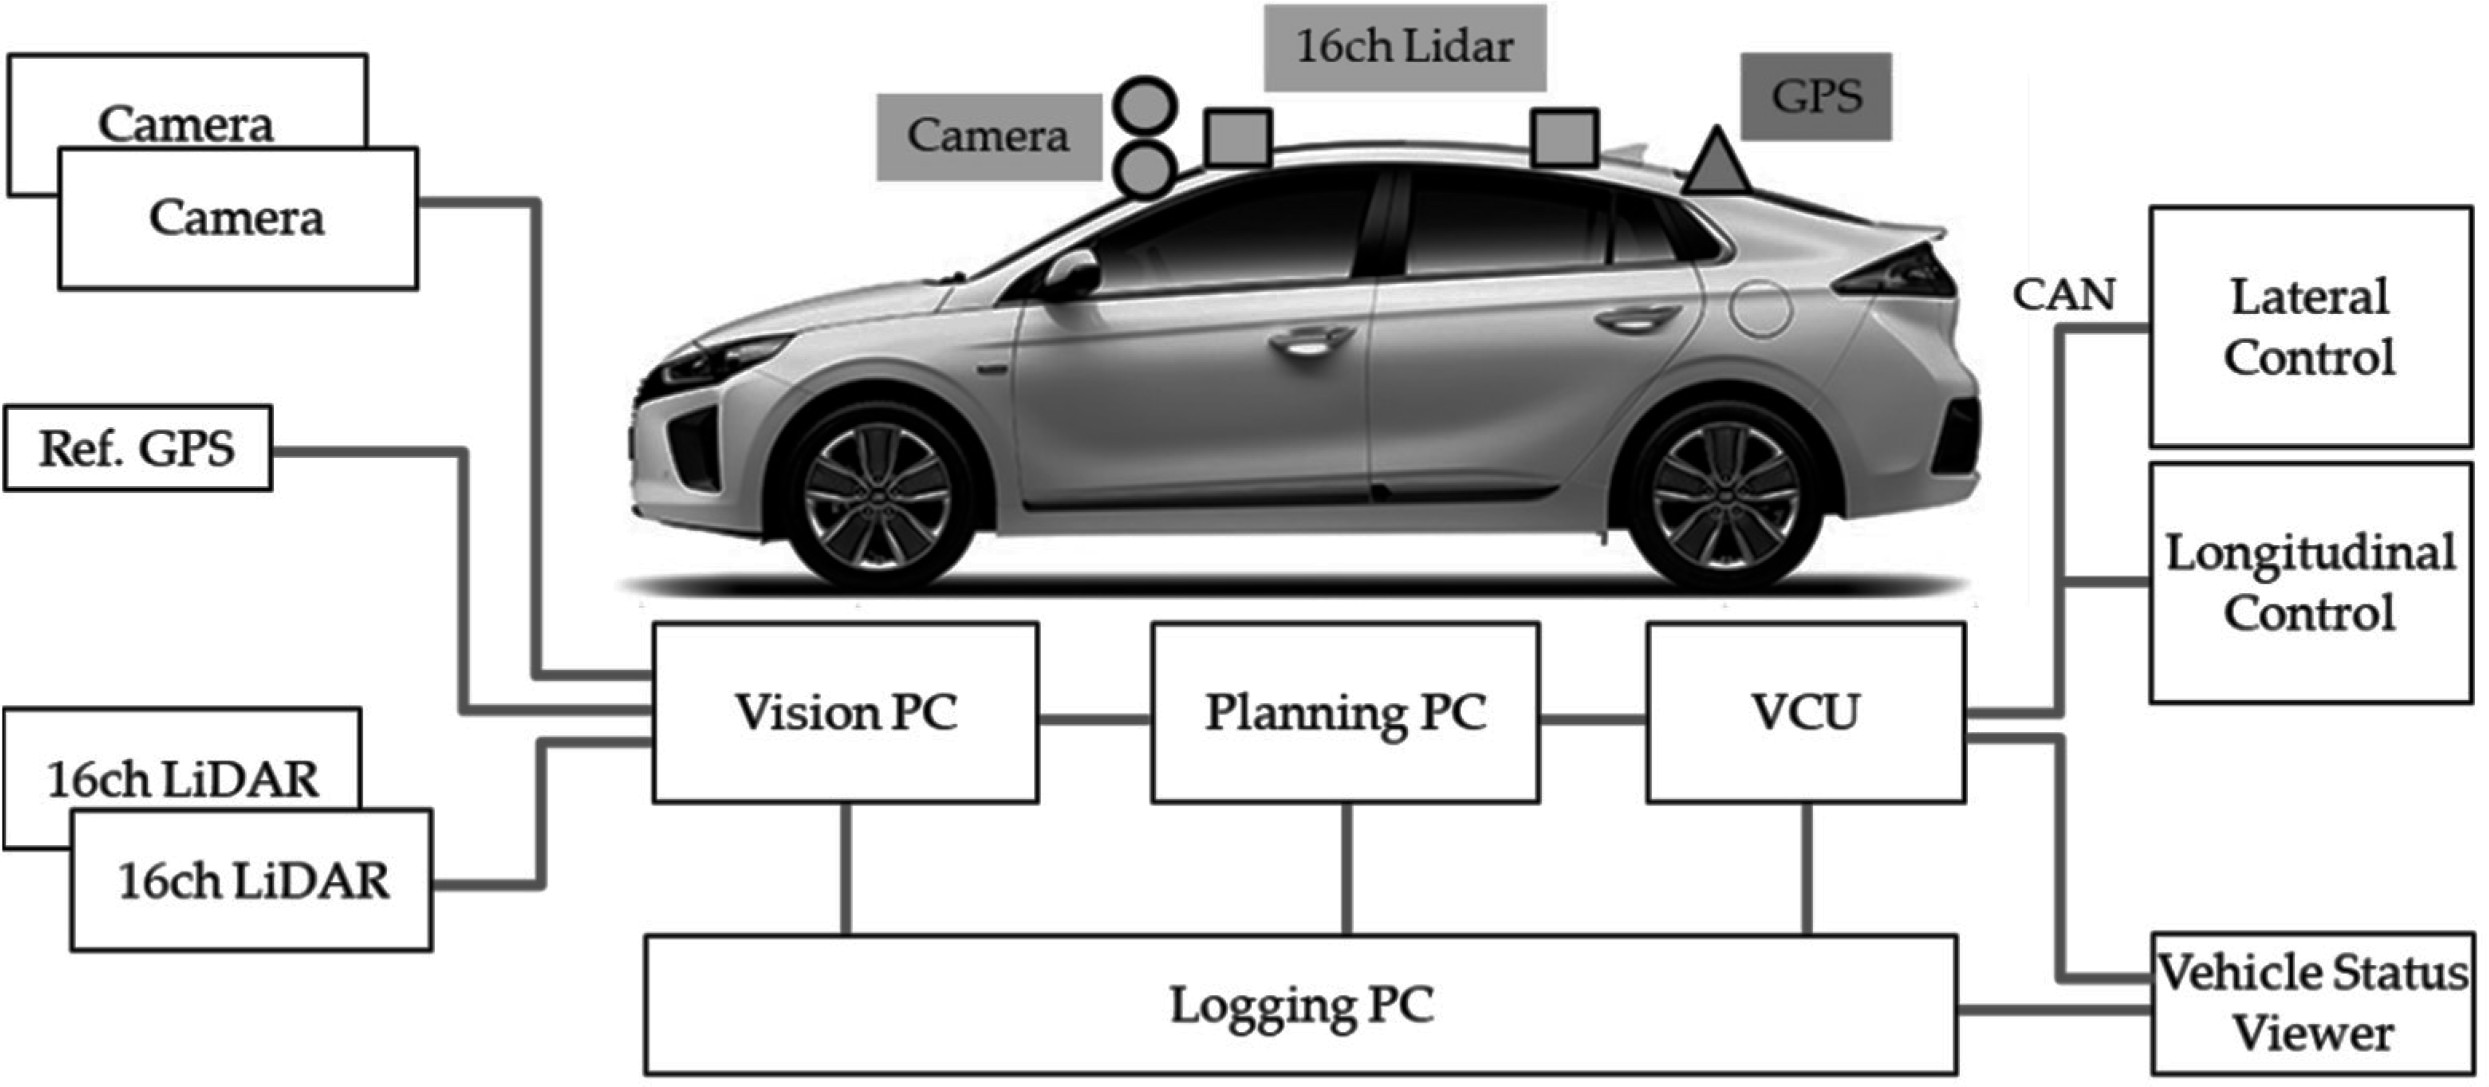 16ch Lidar
GPS
Camera
Camera
Camera
CAN
Lateral
Control
Ref. GPS
Longitudinal
Control
Vision PC
Planning PC
VCU
16ch LiDAR
16ch LiDAR
Logging PC
Vehicle Status
Viewer